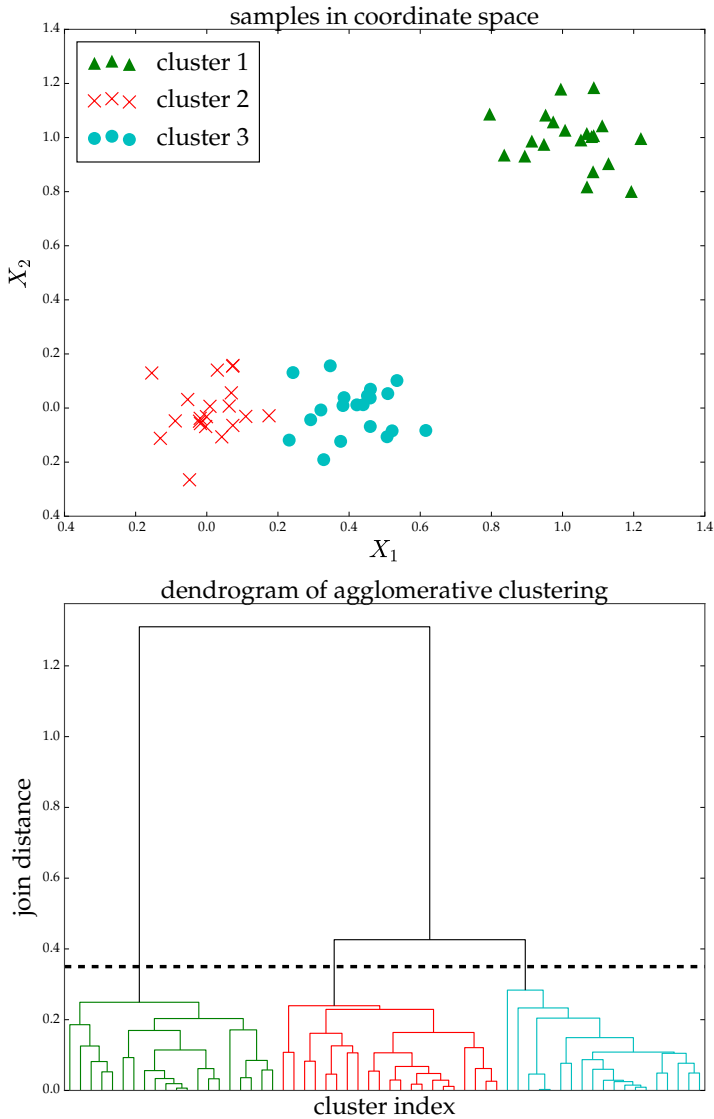 samples in coordinate space
1.4
1.2
1.0
0.8
0.6
0.4
0.2
0.0
0.2
0.4
X2
cluster 1
cluster 2
cluster 3
0.4 0.2 0.0 0.2 0.4 0.6 0.8 1.0 1.2 1.4
X1
dendrogram of agglomerative clustering
1.2
1.0
0.8
0.6
0.4
0.2
0.0
join distance
cluster index